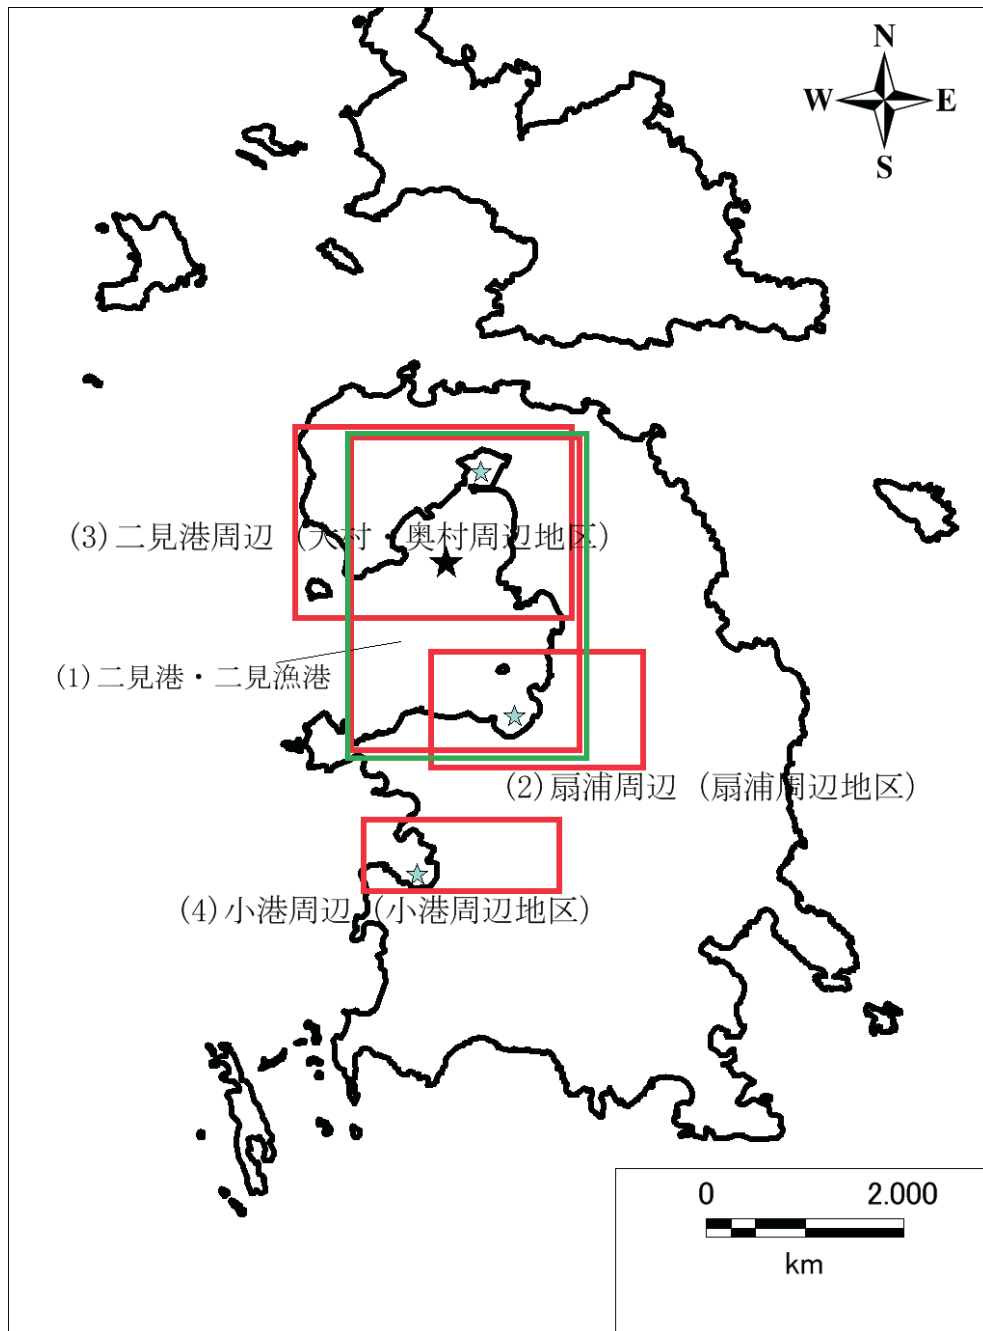 N
W E
S
(3)二見港周辺（大村・奥村周辺地区）
(1)二見港・二見漁港
(2)扇浦周辺（扇浦周辺地区）
(4)小港周辺（小港周辺地区）
0 2.000
km